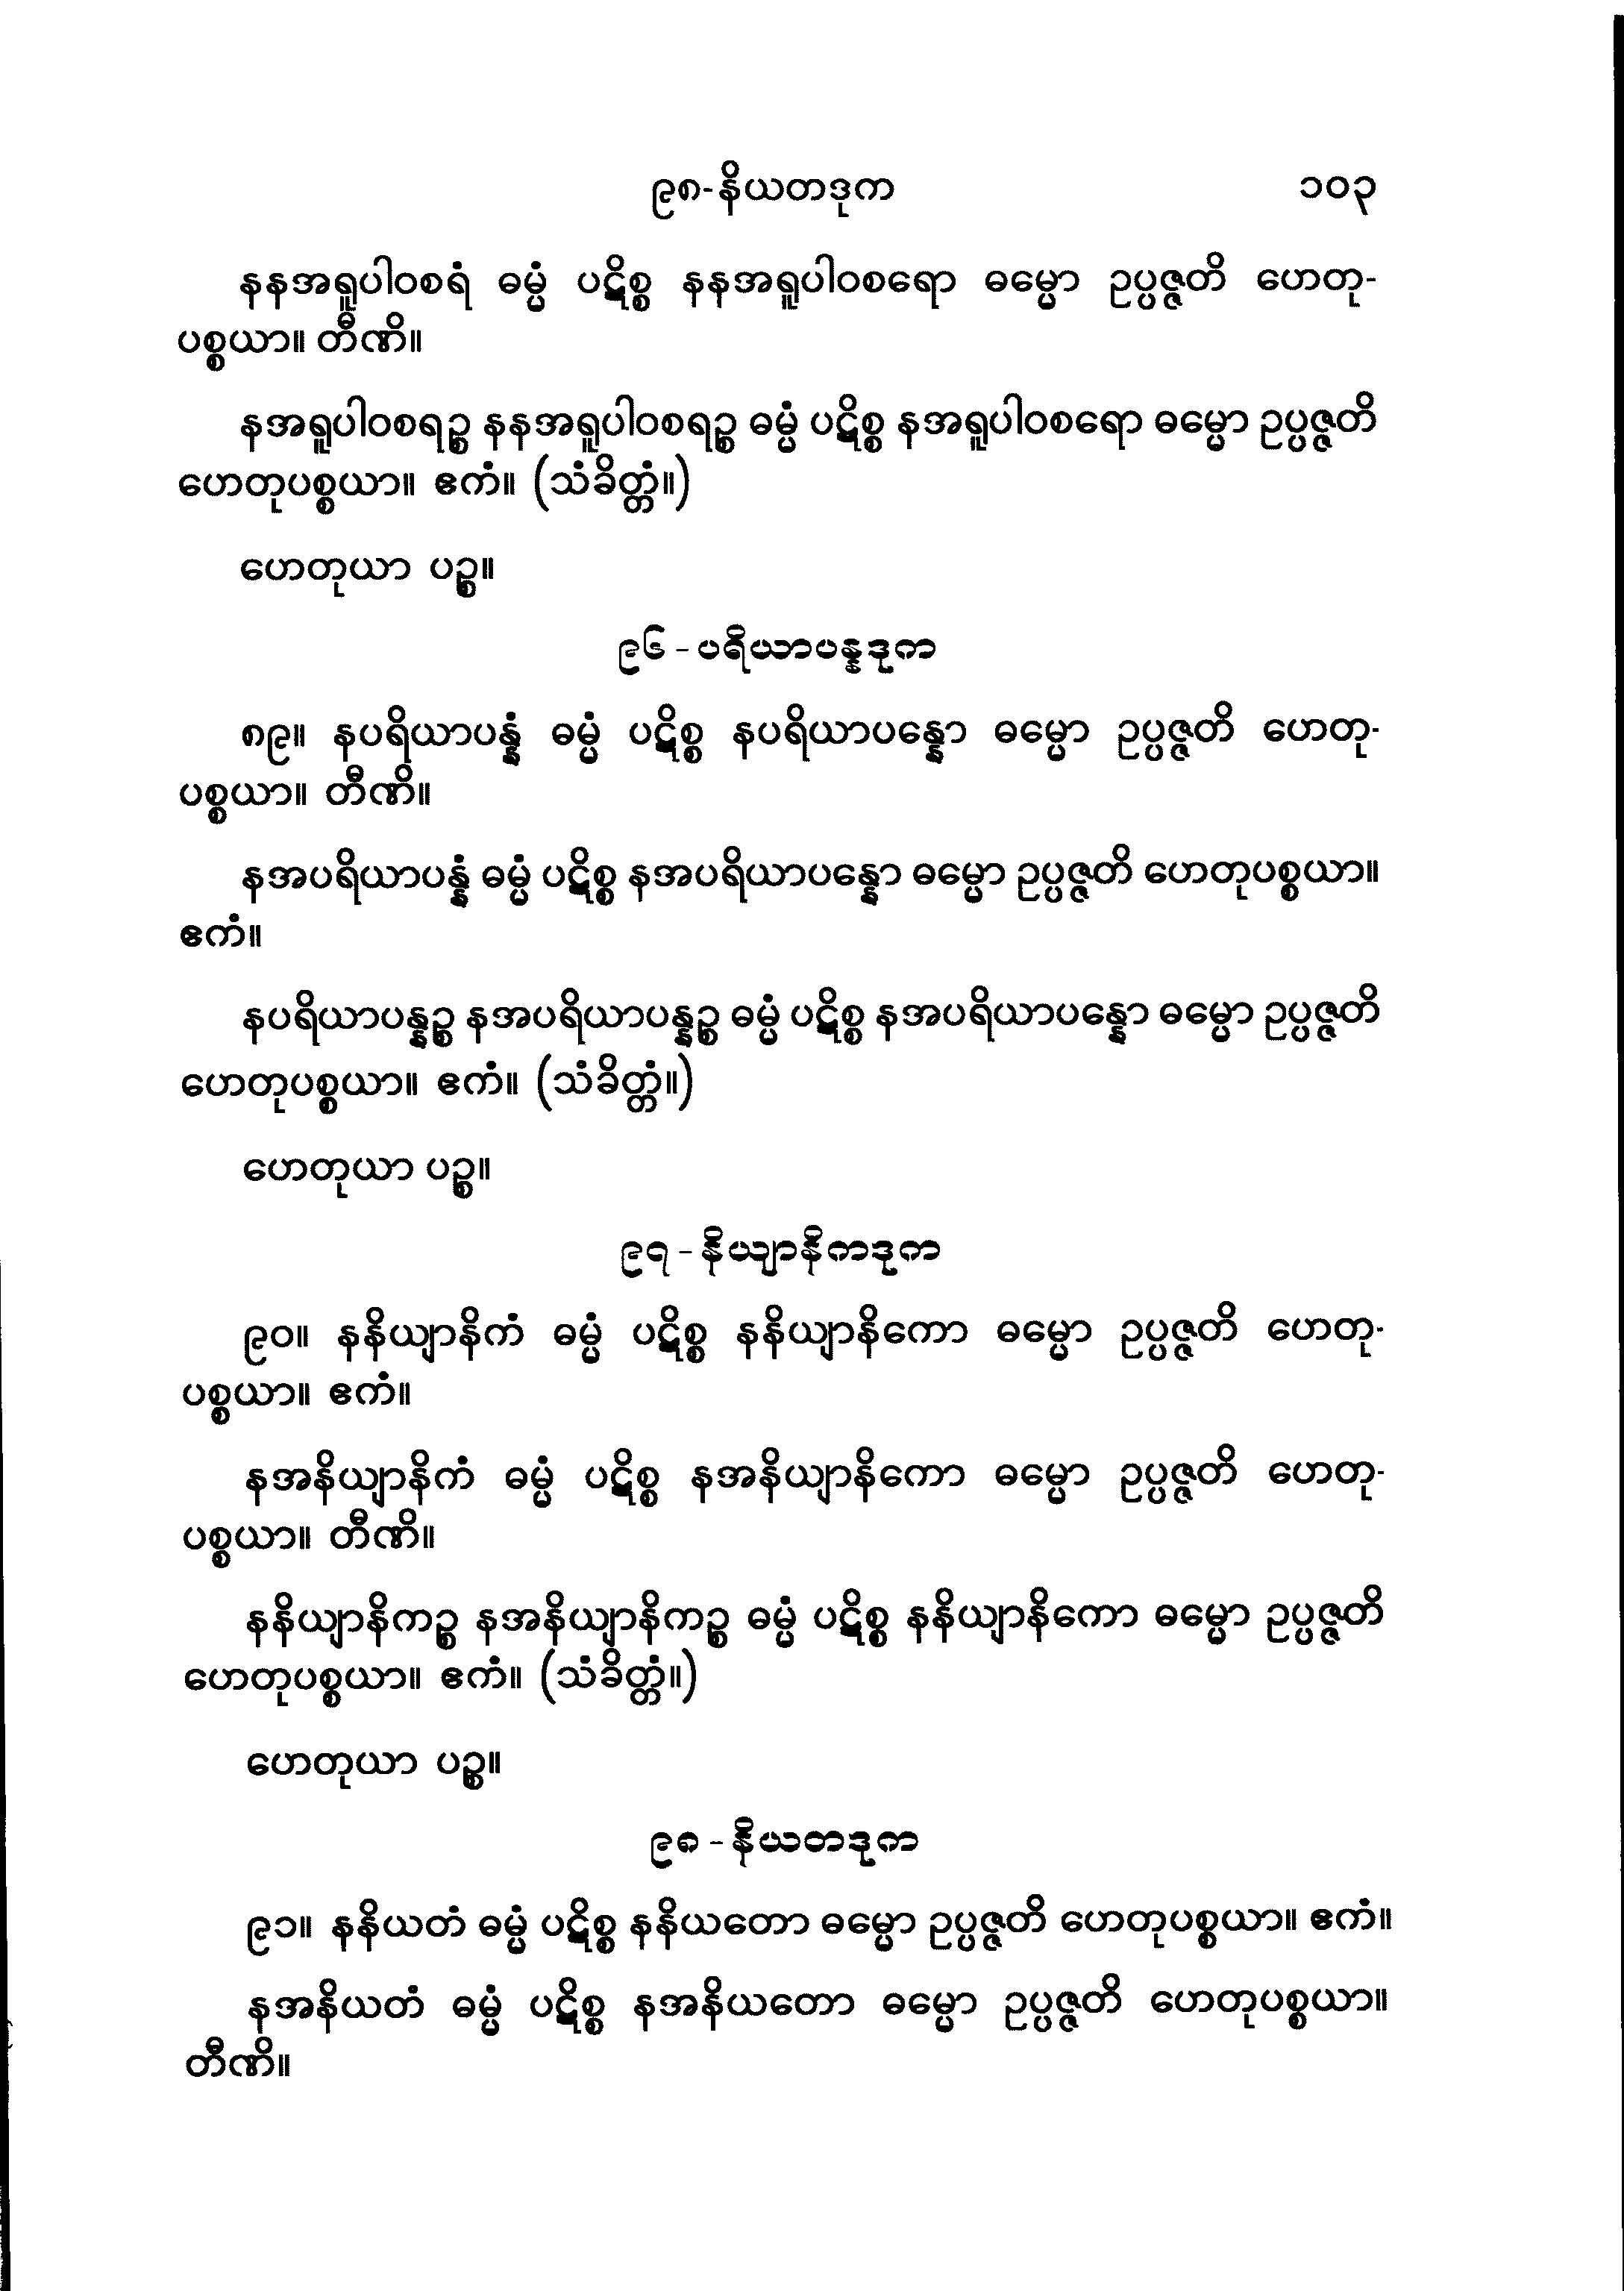 ၉၈-နိယတဒုက ၁၀၃
နနအရူပါဝစရံ ဓမ္မံ ပဋိစ္စ နနအရူပါဝစရော ဓမ္မော ဥပ္ပဇ္ဇတိ ဟေတု-
ပစ္စယာ။ တီဏိ။
နအရူပါဝစရဉ္စ နနအရူပါဝစရဉ္စ ဓမ္မံ ပဋိစ္စ နအရူပါဝစရော ဓမ္မော ဥပ္ပဇ္ဇတိ
ဟေတုပစ္စယာ။ ဧကံ။ (သံခိတ္တံ။)
ဟေတုယာ ပဉ္စ။
၉၆-ပရိယာပန္နဒုက
၈၉။ နပရိယာပန္နံ ဓမ္မံ ပဋိစ္စ နပရိယာပန္နော ဓမ္မော ဥပ္ပဇ္ဇတိ ဟေတု-
ပစ္စယာ။ တီဏိ။
နအပရိယာပန္နံ ဓမ္မံ ပဋိစ္စ နအပရိယာပန္နော ဓမ္မော ဥပ္ပဇ္ဇတိ ဟေတုပစ္စယာ။
ဧကံ။
နပရိယာပန္နဉ္စ နအပရိယာပန္နဉ္စ ဓမ္မံ ပဋိစ္စ နအပရိယာပန္နော ဓမ္မော ဥပ္ပဇ္ဇတိ
ဟေတုပစ္စယာ။ ဧကံ။ (သံခိတ္တံ။)
ဟေတုယာ ပဉ္စ။
၉၇-နိယျာနိကဒုက
၉၀။ နနိယျာနိကံ ဓမ္မံ ပဋိစ္စ နနိယျာနိကော ဓမ္မော ဥပ္ပဇ္ဇတိ ဟေတု-
ပစ္စယာ။ ဧကံ။
နအနိယျာနိကံ ဓမ္မံ ပဋိစ္စ နအနိယျာနိကော ဓမ္မော ဥပ္ပဇ္ဇတိ ဟေတု-
ပစ္စယာ။ တီဏိ။
နနိယျာနိကဉ္စ နအနိယျာနိကဉ္စ ဓမ္မံ ပဋိစ္စ နနိယျာနိကော ဓမ္မော ဥပ္ပဇ္ဇတိ
ဟေတုပစ္စယာ။ ဧကံ။ (သံခိတ္တံ။)
ဟေတုယာ ပဉ္စ။
၉၈-နိယတဒုက
၉၁။ နနိယတံ ဓမ္မံ ပဋိစ္စ နနိယတော ဓမ္မော ဥပ္ပဇ္ဇတိ ဟေတုပစ္စယာ။ ဧကံ။
နအနိယတံ ဓမ္မံ ပဋိစ္စ နအနိယတော ဓမ္မော ဥပ္ပဇ္ဇတိ ဟေတုပစ္စယာ။
တီဏိ။